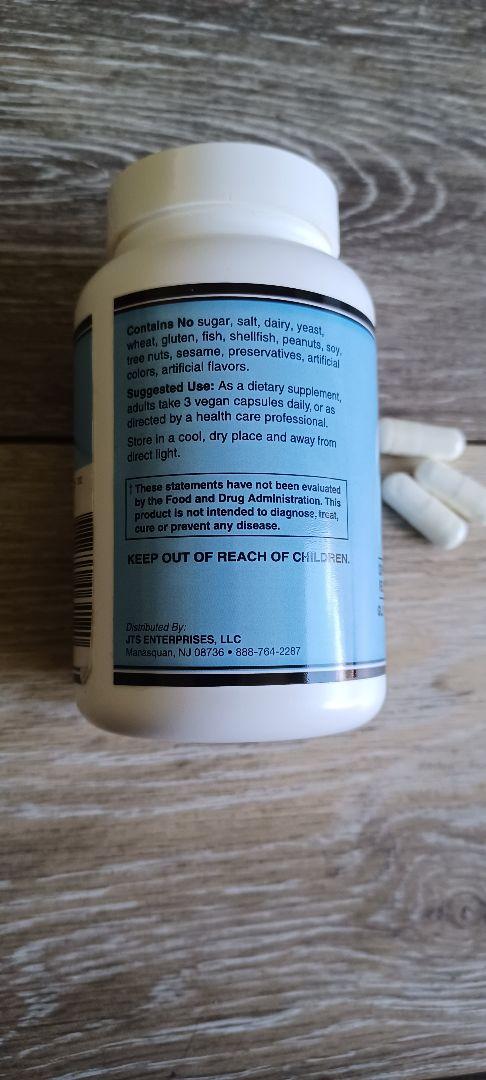 Contains No sugar, salt, dairy, yeast,
wheat, gluten, fish, shellfish, peanuts, soy,
tree nuts, sesame, preservatives, artificial
colors, artificial flavors.
Suggested Use: As a dietary supplement,
adults take 3 vegan capsules daily, or as
directed by a health care professional.
Store in a cool, dry place and away from
direct light.
† These statements have not been evaluated
by the Food and Drug Administration. This
product is not intended to diagnose, treat,
cure or prevent any disease.
KEEP OUT OF REACH OF CHILDREN.
Distributed By:
JTS ENTERPRISES, LLC
Manasquan, NJ 08736 • 888-764-2287